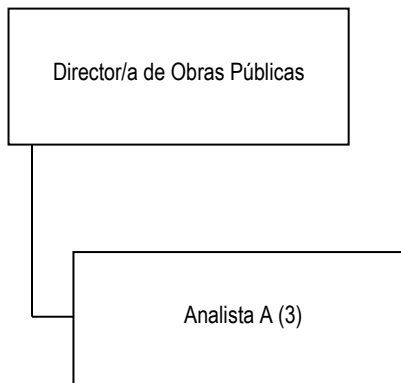 Director/a de Obras Públicas
Analista A (3)